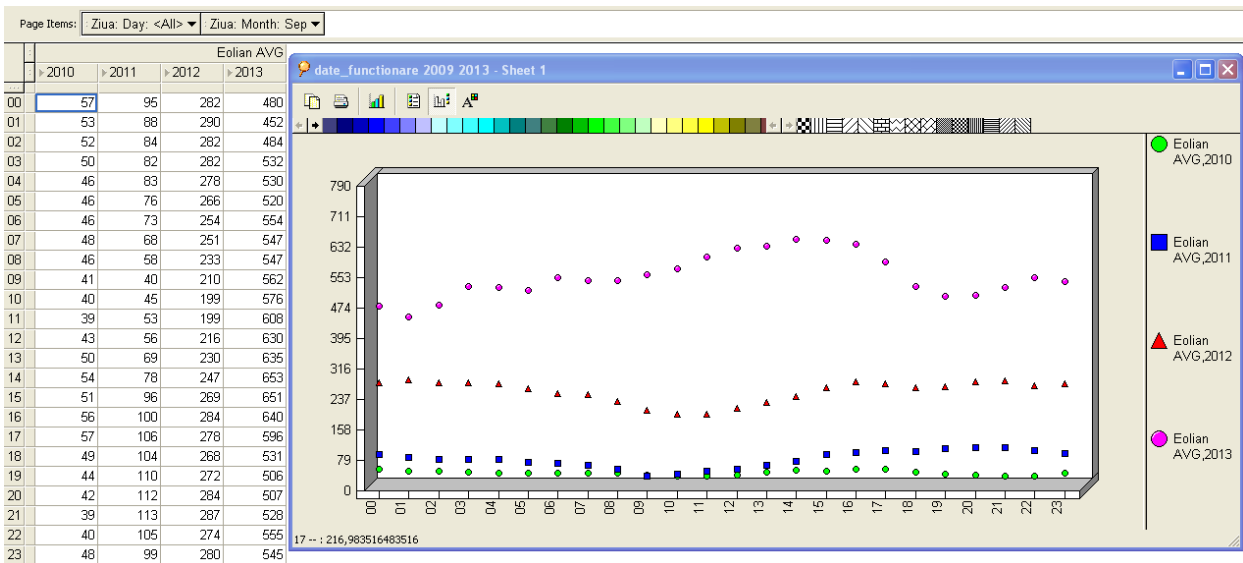 Page Items: Ziua: Day: <All> Ziua: Month: Sep
Eolian AVG
2010 2011 2012 2013
00 57 95 282 480
01 53 88 290 452
02 52 84 282 484
03 50 82 282 532
04 46 83 278 530
05 46 76 266 520
06 46 73 254 554
07 48 68 251 547
08 46 58 233 547
09 41 40 210 562
10 40 45 199 576
11 39 53 199 608
12 43 56 216 630
13 50 69 230 635
14 54 78 247 653
15 51 96 269 651
16 56 100 284 640
17 57 106 278 596
18 49 104 268 531
19 44 110 272 506
20 42 112 284 507
21 39 113 287 528
22 40 105 274 555
23 48 99 280 545
date_functionare 2009 2013 - Sheet 1
A
790
711
632
553
474
395
316
237
158
79
0
00 01 02 03 04 05 06 07 08 09 10 11 12 13 14 15 16 17 18 19 20 21 22 23
Eolian
AVG,2010
Eolian
AVG,2011
Eolian
AVG,2012
Eolian
AVG,2013
17 -- : 216,983516483516